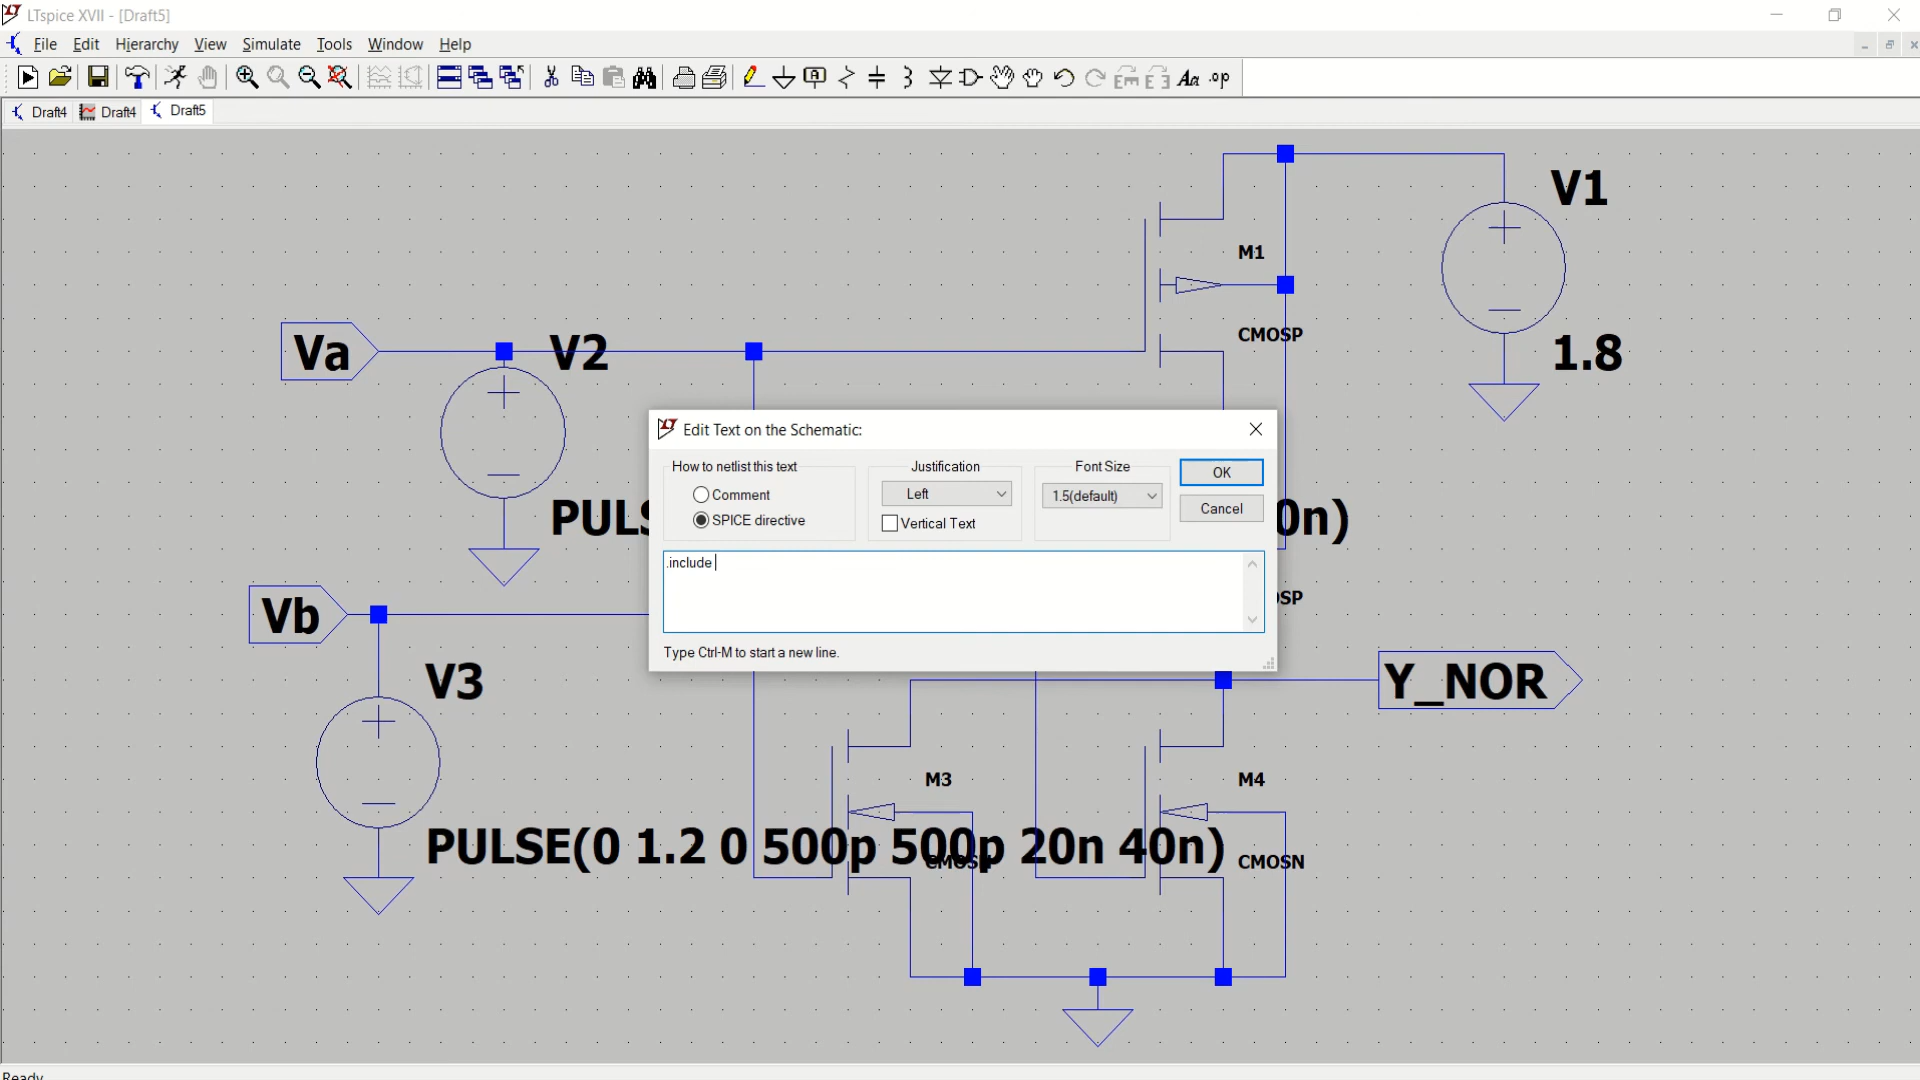 LTspice XVII - [Draft5]
File Edit Hierarchy View Simulate Tools Window Help
Aa .op
Draft4 Draft4 Draft5
V1
M1
CMOSP
Va
V2
1.8
Edit Text on the Schematic:
How to netlist this text
Justification
Font Size
OK
Comment
Left
1.5(default)
SPICE directive
Vertical Text
Cancel
PULS
0n)
.include
Vb
SP
Type Ctrl-M to start a new line.
V3
Y_NOR
M3
M4
PULSE(0 1.2 0 500p 500p 20n 40n)
CMOSN
CMOSN
Ready